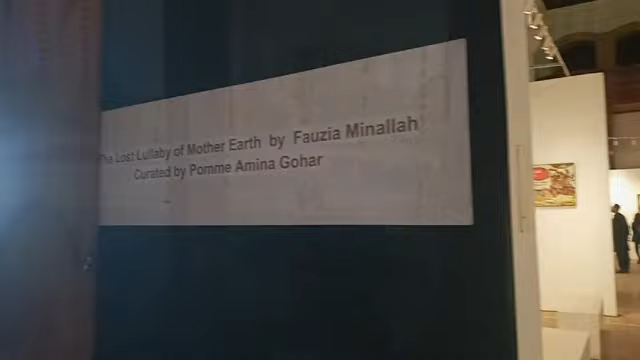 The Lost Lullaby of Mother Earth by Fauzia Minallah
Curated by Pomme Amina Gohar